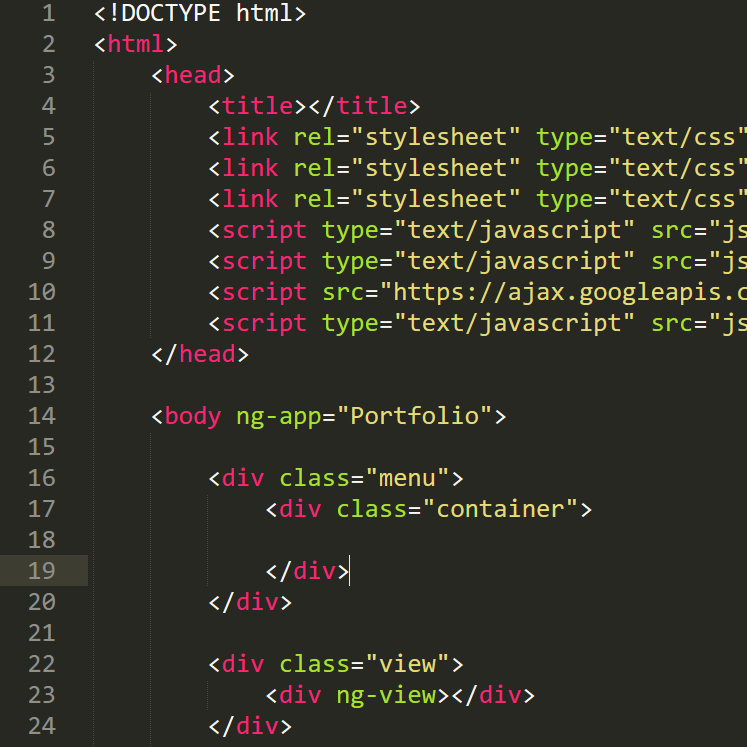 1 <!DOCTYPE html>
2 <html>
3     <head>
4         <title></title>
5         <link rel="stylesheet" type="text/css"
6         <link rel="stylesheet" type="text/css"
7         <link rel="stylesheet" type="text/css"
8         <script type="text/javascript" src="js
9         <script type="text/javascript" src="js
10         <script src="https://ajax.googleapis.c
11         <script type="text/javascript" src="js
12     </head>
13
14     <body ng-app="Portfolio">
15
16         <div class="menu">
17             <div class="container">
18
19             </div>
20         </div>
21
22         <div class="view">
23             <div ng-view></div>
24         </div>